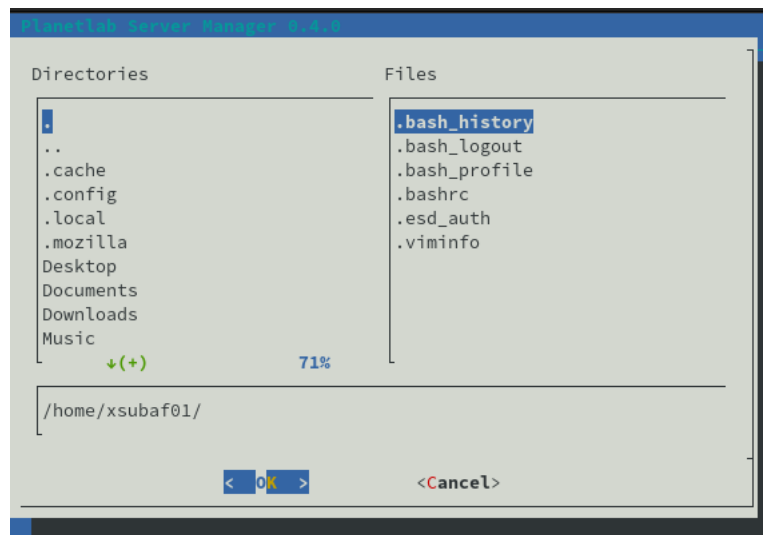 Planetlab Server Manager 0.4.0
Directories
Files
.
..
.cache
.config
.local
.mozilla
Desktop
Documents
Downloads
Music
↓(+) 71%
.bash_history
.bash_logout
.bash_profile
.bashrc
.esd_auth
.viminfo
/home/xsubaf01/
< OK > <Cancel>